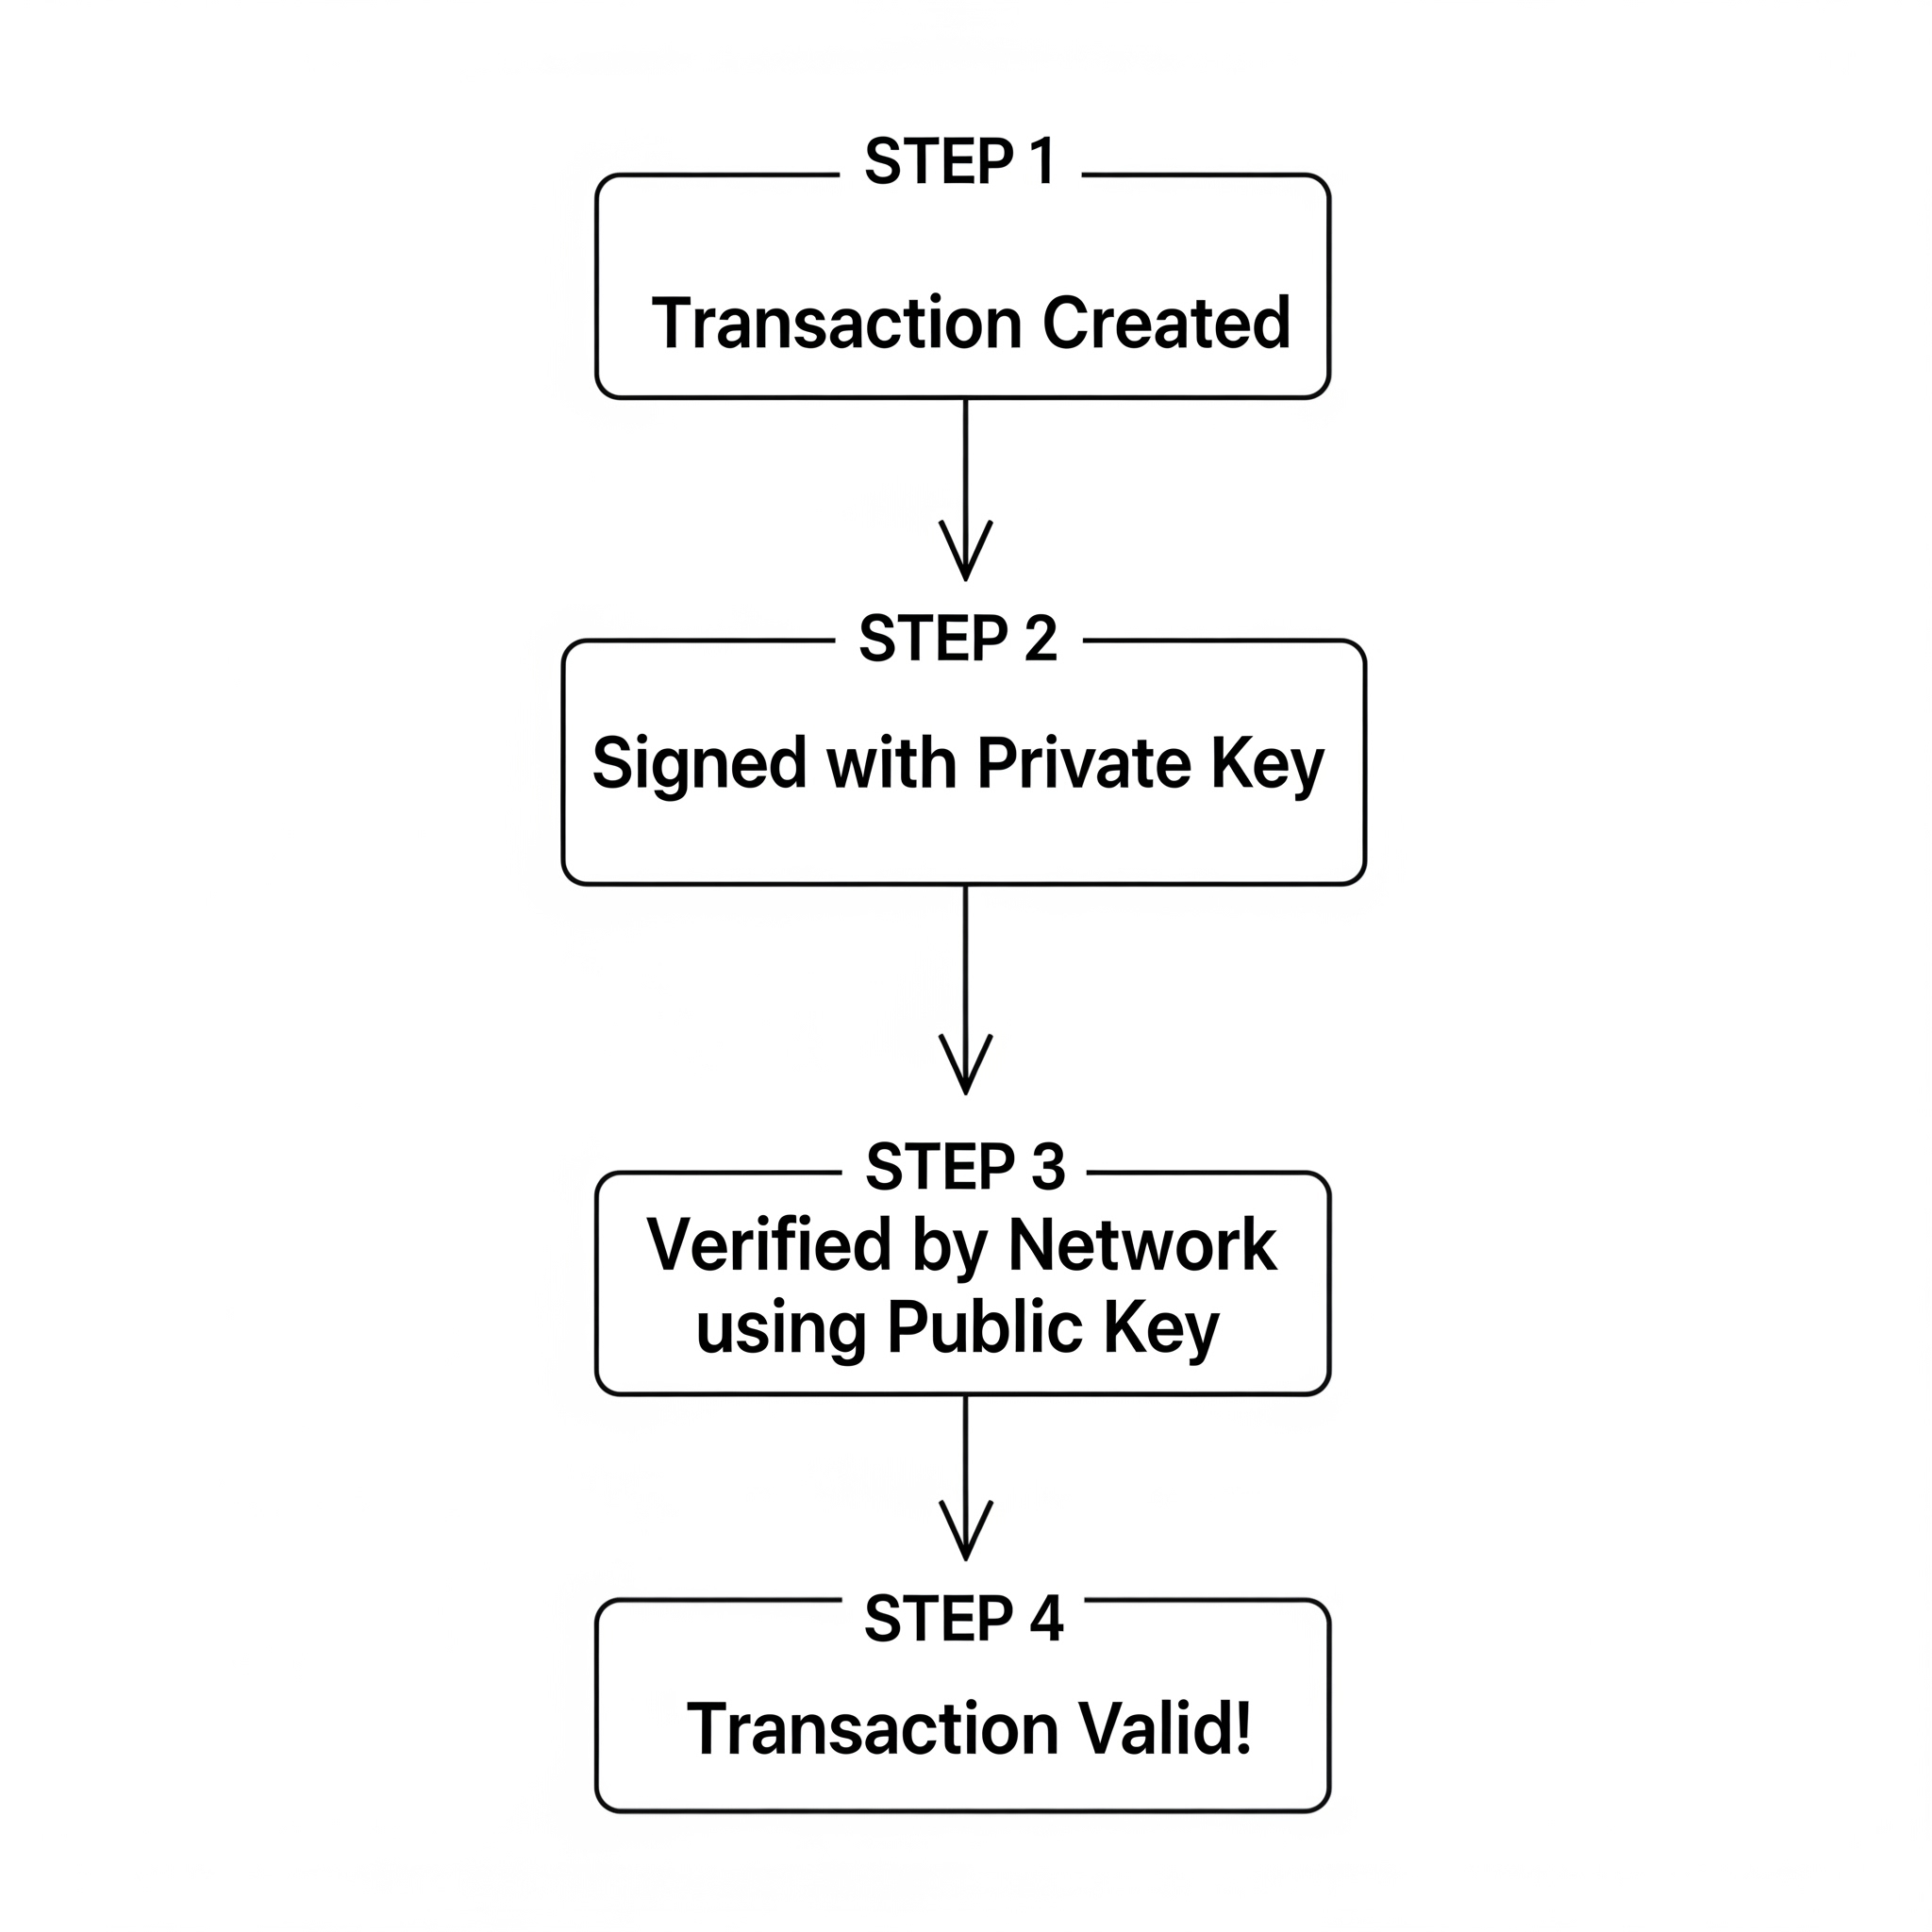 STEP 1
Transaction Created
STEP 2
Signed with Private Key
STEP 3
Verified by Network
using Public Key
STEP 4
Transaction Valid!